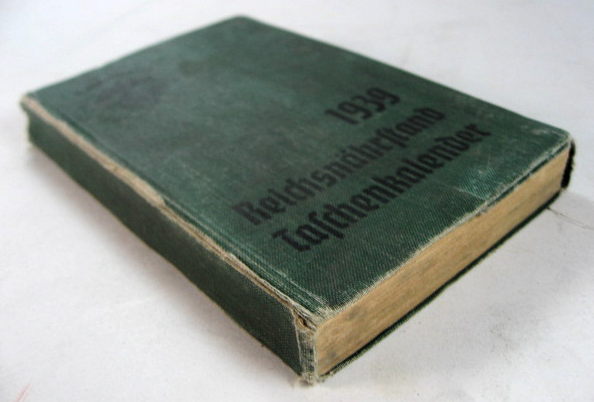 1939
Reichsnährſtand
Taſchenkalender